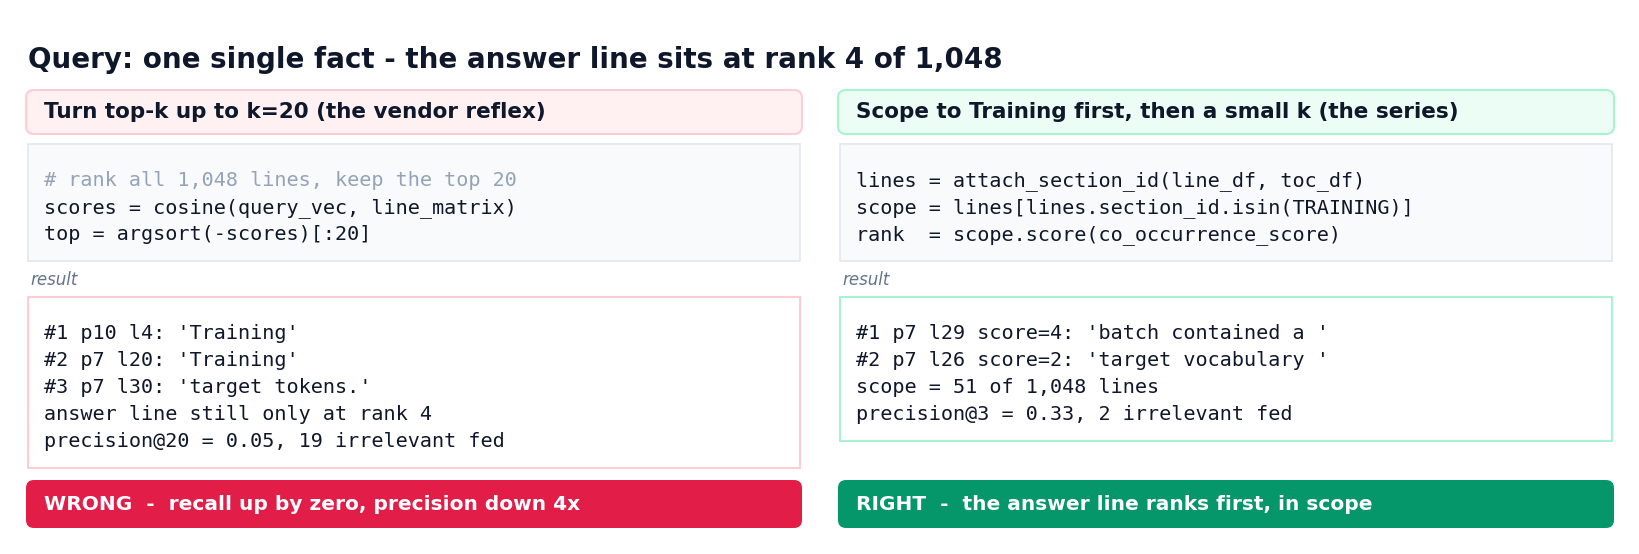 Query: one single fact - the answer line sits at rank 4 of 1,048
Turn top-k up to k=20 (the vendor reflex)
# rank all 1,048 lines, keep the top 20
scores = cosine(query_vec, line_matrix)
top = argsort(-scores)[:20]
result
#1 p10 l4: 'Training'
#2 p7 l20: 'Training'
#3 p7 l30: 'target tokens.'
answer line still only at rank 4
precision@20 = 0.05, 19 irrelevant fed
WRONG  -  recall up by zero, precision down 4x
Scope to Training first, then a small k (the series)
lines = attach_section_id(line_df, toc_df)
scope = lines[lines.section_id.isin(TRAINING)]
rank  = scope.score(co_occurrence_score)
result
#1 p7 l29 score=4: 'batch contained a '
#2 p7 l26 score=2: 'target vocabulary '
scope = 51 of 1,048 lines
precision@3 = 0.33, 2 irrelevant fed
RIGHT  -  the answer line ranks first, in scope